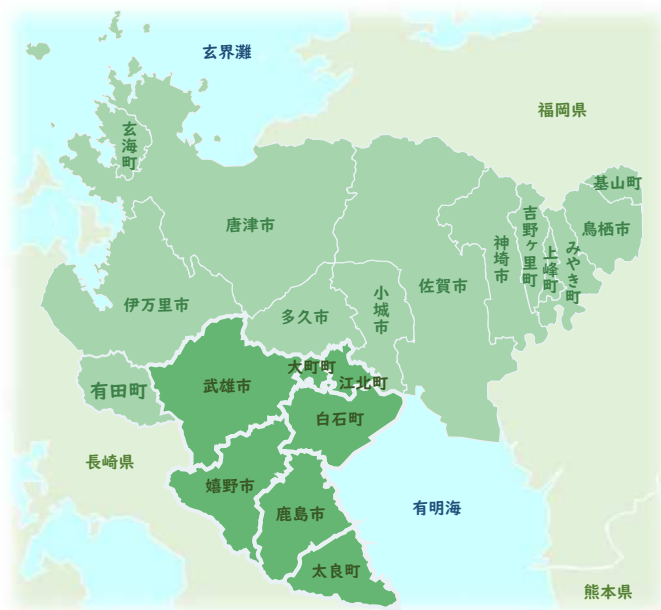 玄界灘
福岡県
玄海町
基山町
鳥栖市
吉野ヶ里町
上峰町
みやき町
神埼市
唐津市
佐賀市
伊万里市
多久市
小城市
大町町
江北町
武雄市
有田町
白石町
長崎県
嬉野市
鹿島市
有明海
太良町
熊本県